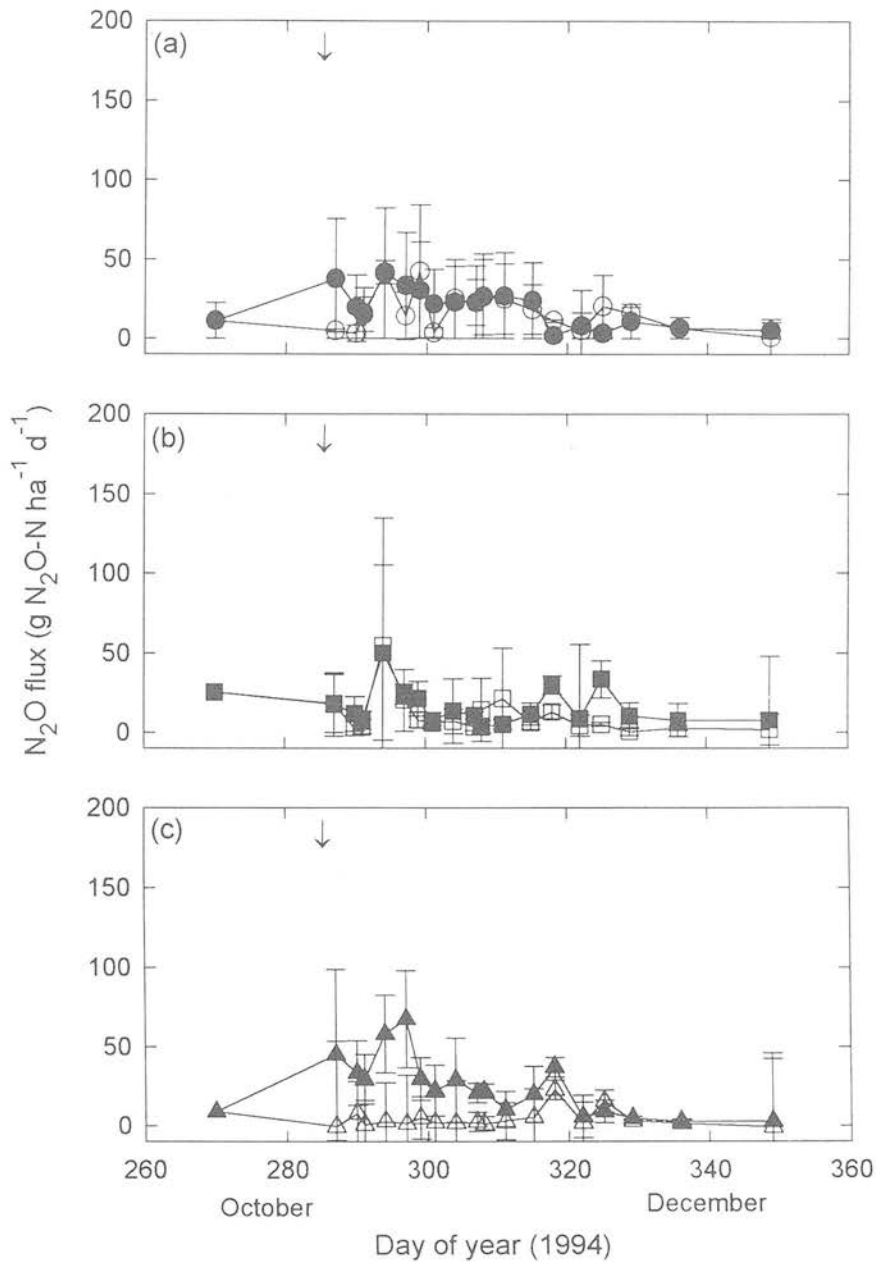 200
(a)
↓
150
100
50
0
200
(b)
↓
150
100
50
0
200
(c)
↓
150
100
50
0
N₂O flux (g N₂O-N ha⁻¹ d⁻¹)
260 280 300 320 340 360
October December
Day of year (1994)